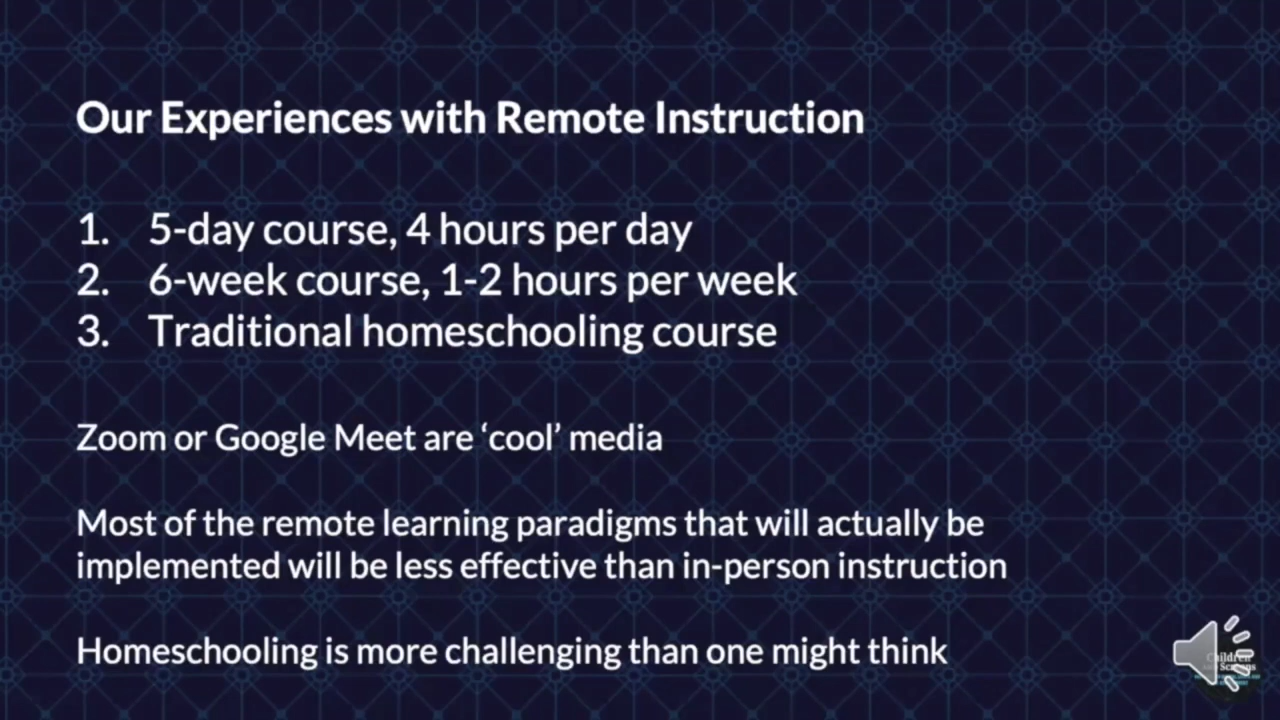 Our Experiences with Remote Instruction
1. 5-day course, 4 hours per day
2. 6-week course, 1-2 hours per week
3. Traditional homeschooling course
Zoom or Google Meet are ‘cool’ media
Most of the remote learning paradigms that will actually be
implemented will be less effective than in-person instruction
Homeschooling is more challenging than one might think
Children
Screens